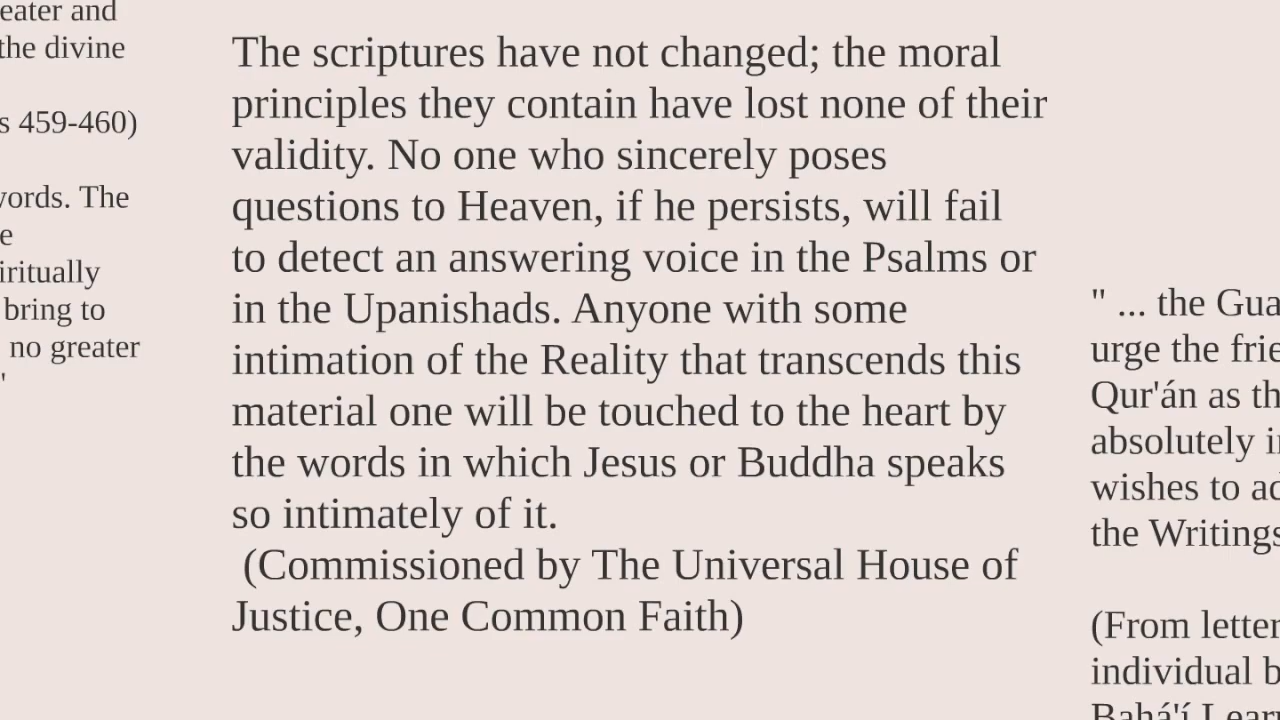 eater and
the divine
s 459-460)
words. The
e
iritually
bring to
no greater
"
The scriptures have not changed; the moral
principles they contain have lost none of their
validity. No one who sincerely poses
questions to Heaven, if he persists, will fail
to detect an answering voice in the Psalms or
in the Upanishads. Anyone with some
intimation of the Reality that transcends this
material one will be touched to the heart by
the words in which Jesus or Buddha speaks
so intimately of it.
(Commissioned by The Universal House of
Justice, One Common Faith)
" ... the Gua
urge the frie
Qur'án as th
absolutely i
wishes to ad
the Writings
(From letter
individual b
Bahá'í Lear